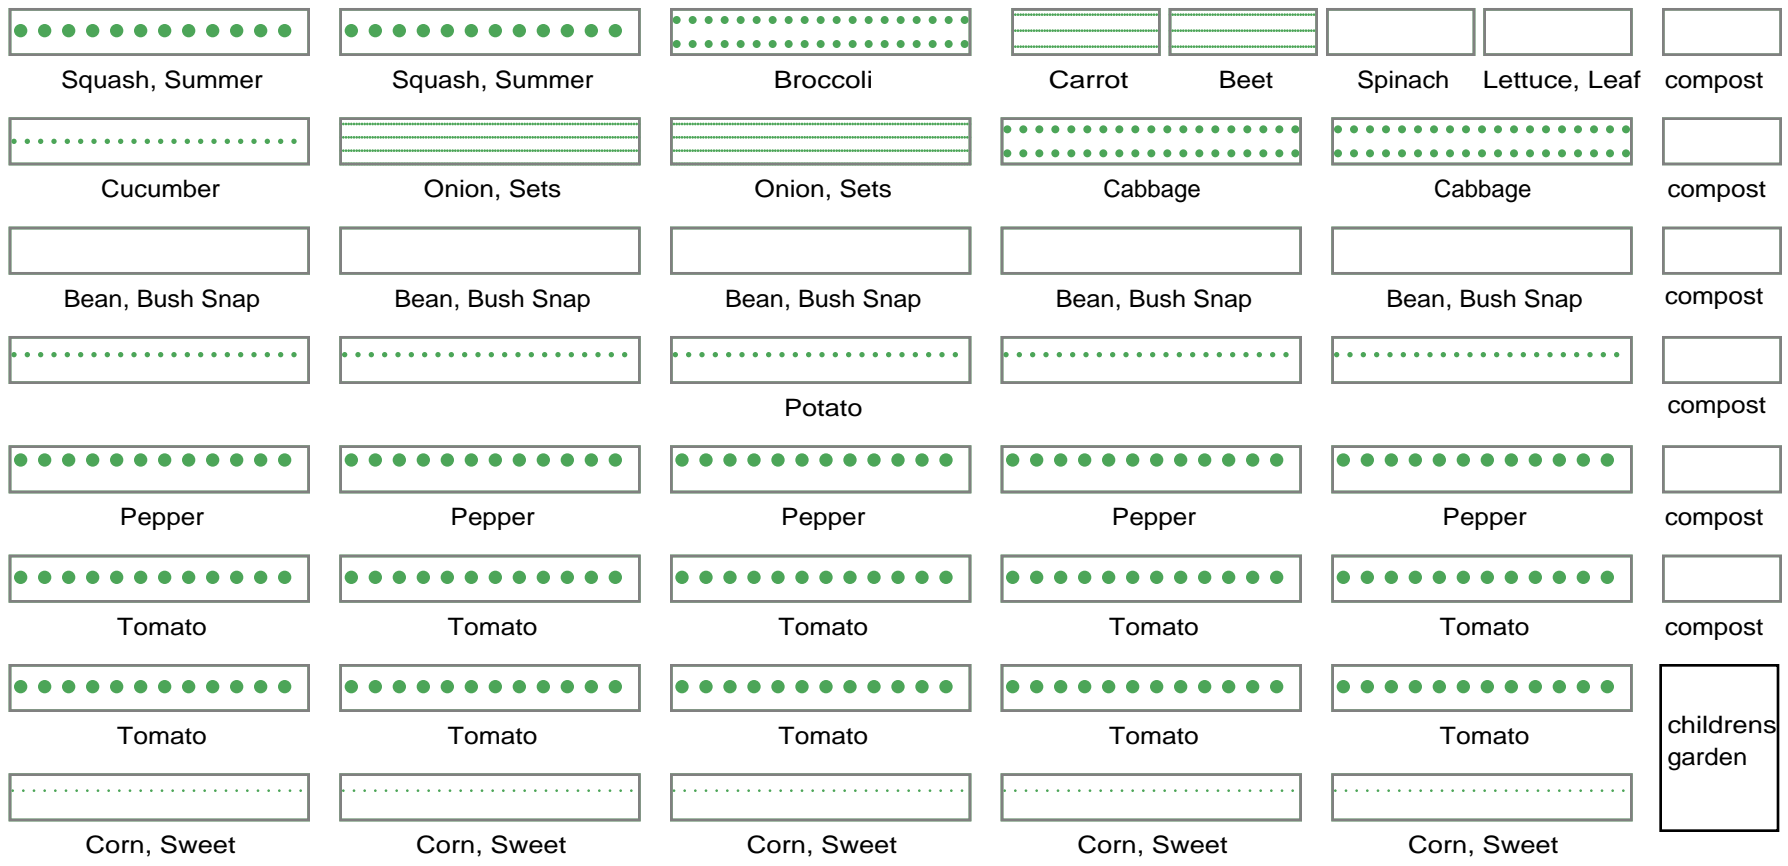 Squash, Summer Squash, Summer Broccoli Carrot Beet Spinach Lettuce, Leaf compost
Cucumber Onion, Sets Onion, Sets Cabbage Cabbage compost
Bean, Bush Snap Bean, Bush Snap Bean, Bush Snap Bean, Bush Snap Bean, Bush Snap compost
Potato compost
Pepper Pepper Pepper Pepper Pepper compost
Tomato Tomato Tomato Tomato Tomato compost
Tomato Tomato Tomato Tomato Tomato childrens
garden
Corn, Sweet Corn, Sweet Corn, Sweet Corn, Sweet Corn, Sweet